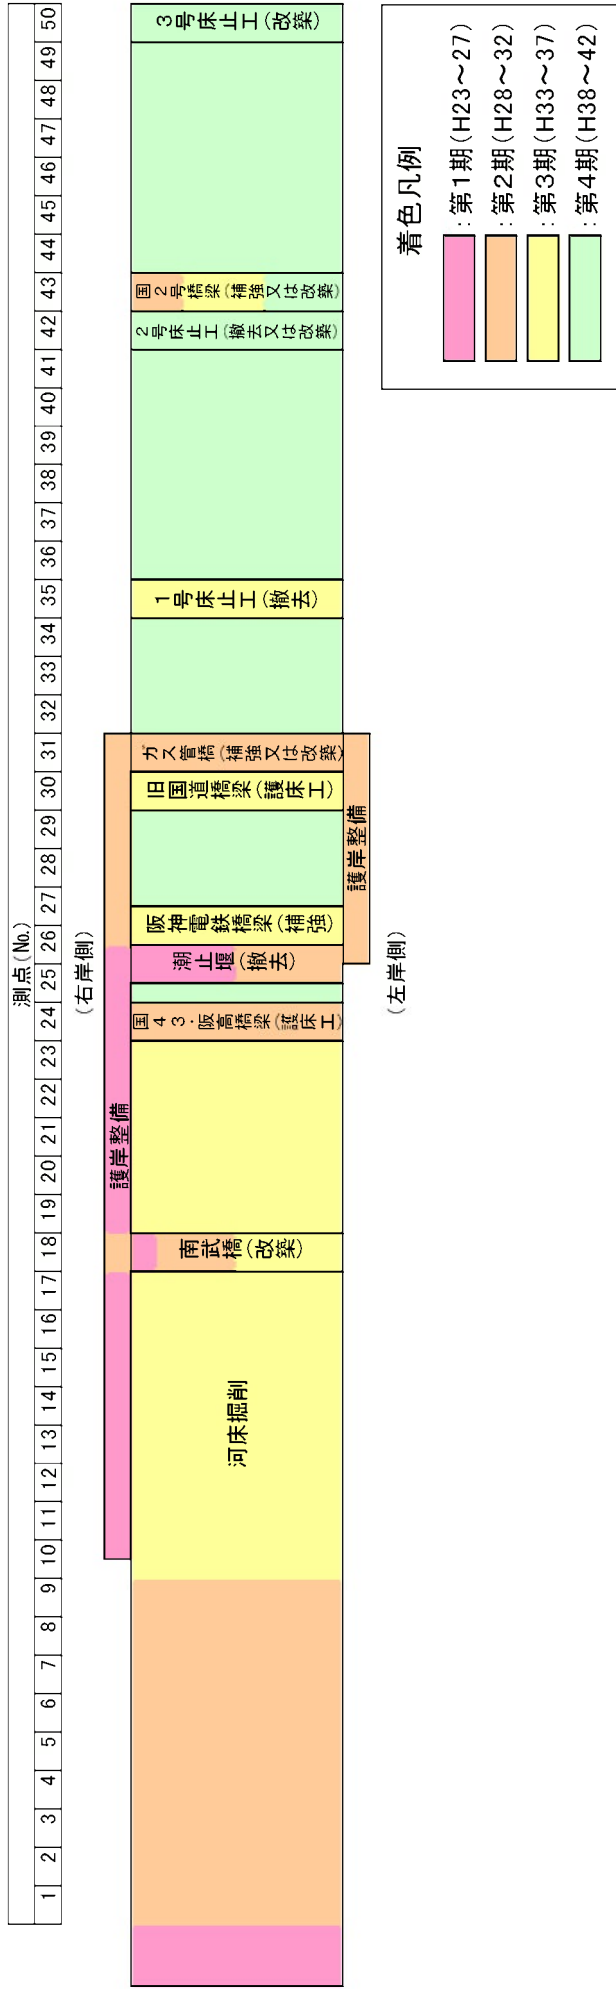 測点(No.)
1 2 3 4 5 6 7 8 9 10 11 12 13 14 15 16 17 18 19 20 21 22 23 24 25 26 27 28 29 30 31 32 33 34 35 36 37 38 39 40 41 42 43 44 45 46 47 48 49 50
(右岸側)
護岸整備
河床掘削
南武橋(改築)
国43・阪高橋梁(護床工)
潮止堰(撤去)
阪神電鉄橋梁(補強)
旧国道橋梁(護床工)
ガス管橋(補強又は改築)
1号床止工(撤去)
2号床止工(撤去又は改築)
国2号橋梁(補強又は改築)
3号床止工(改築)
護岸整備
(左岸側)
着色凡例
:第1期(H23～27)
:第2期(H28～32)
:第3期(H33～37)
:第4期(H38～42)